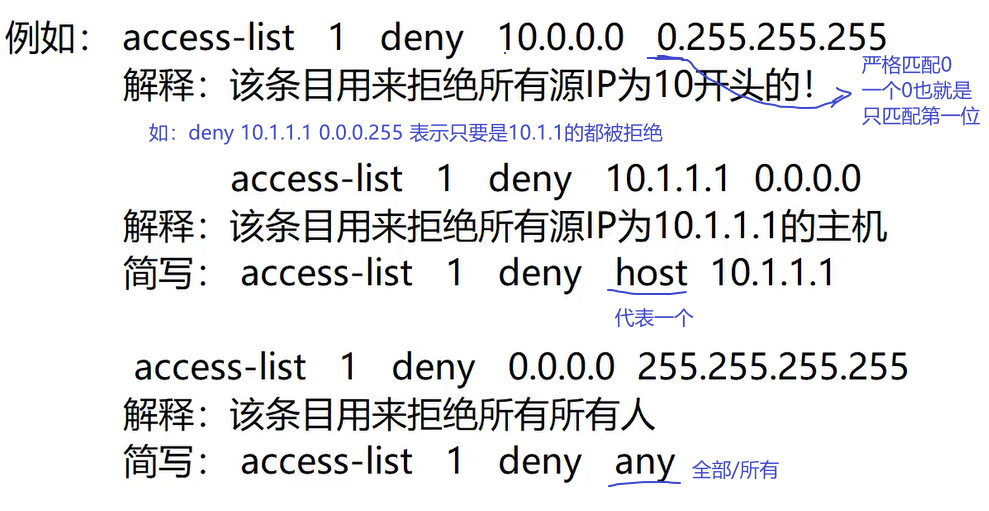 例如： access-list 1 deny 10.0.0.0 0.255.255.255
解释：该条目用来拒绝所有源IP为10开头的！
严格匹配0
一个0也就是
只匹配第一位
如：deny 10.1.1.1 0.0.0.255 表示只要是10.1.1的都被拒绝
access-list 1 deny 10.1.1.1 0.0.0.0
解释：该条目用来拒绝所有源IP为10.1.1.1的主机
简写： access-list 1 deny host 10.1.1.1
代表一个
access-list 1 deny 0.0.0.0 255.255.255.255
解释：该条目用来拒绝所有所有人
简写： access-list 1 deny any
全部/所有